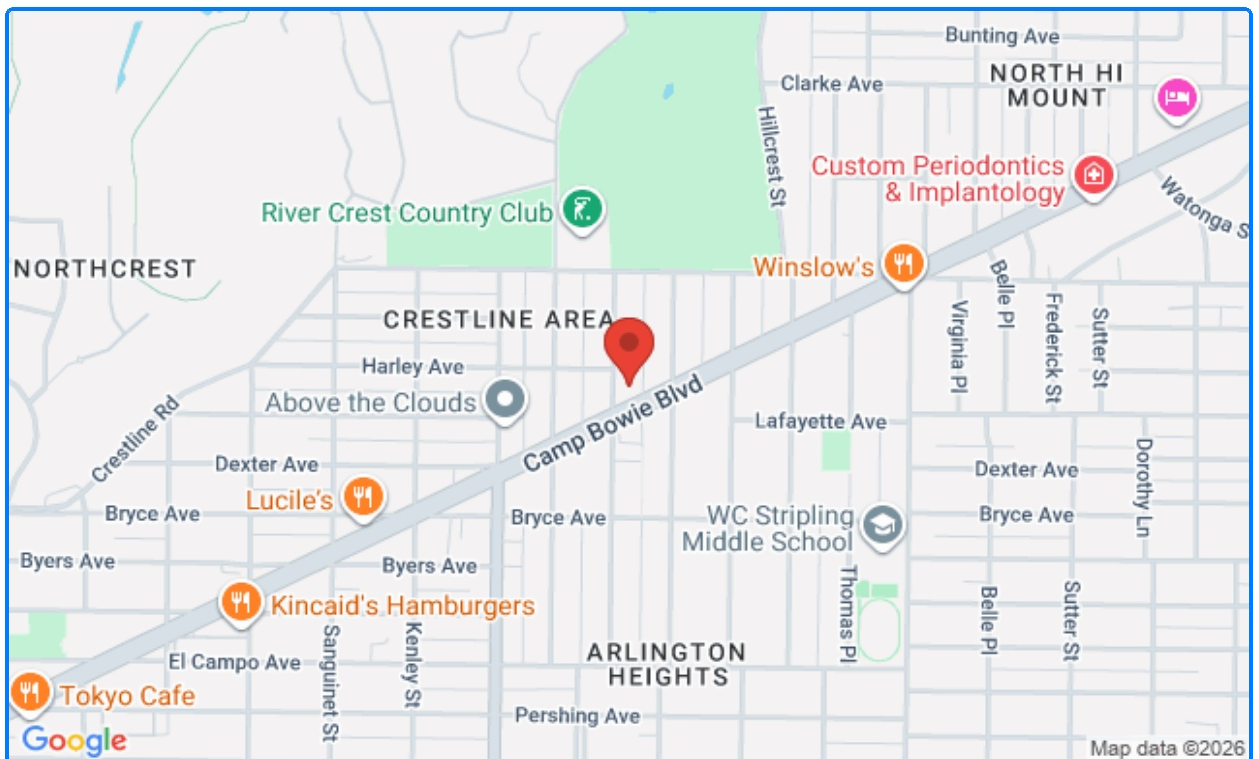 Bunting Ave
NORTH HI
MOUNT
Clarke Ave
Hillcrest St
Custom Periodontics
& Implantology
Watonga S
River Crest Country Club
NORTHCREST
Winslow's
Belle Pl
Virginia Pl
Frederick St
Sutter St
CRESTLINE AREA
Harley Ave
Above the Clouds
Camp Bowie Blvd
Lafayette Ave
Crestline Rd
Dexter Ave
Dexter Ave
Dorothy Ln
Lucile's
Bryce Ave
Bryce Ave
WC Stripling
Middle School
Bryce Ave
Byers Ave
Byers Ave
Thomas Pl
Belle Pl
Sutter St
Kincaid's Hamburgers
Sanguinet St
Kenley St
El Campo Ave
ARLINGTON
HEIGHTS
Tokyo Cafe
Pershing Ave
Google
Map data ©2026